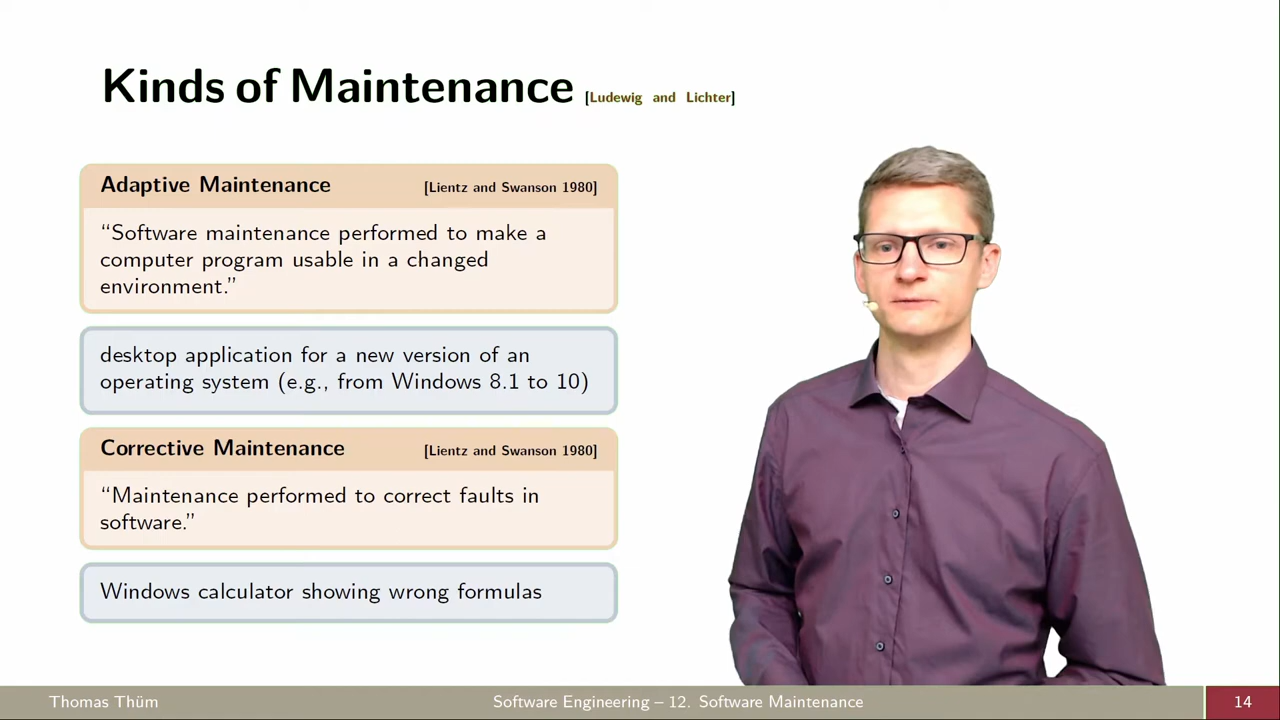 Kinds of Maintenance [Ludewig and Lichter]
Adaptive Maintenance [Lientz and Swanson 1980]
“Software maintenance performed to make a
computer program usable in a changed
environment.”
desktop application for a new version of an
operating system (e.g., from Windows 8.1 to 10)
Corrective Maintenance [Lientz and Swanson 1980]
“Maintenance performed to correct faults in
software.”
Windows calculator showing wrong formulas
Thomas Thüm Software Engineering – 12. Software Maintenance 14